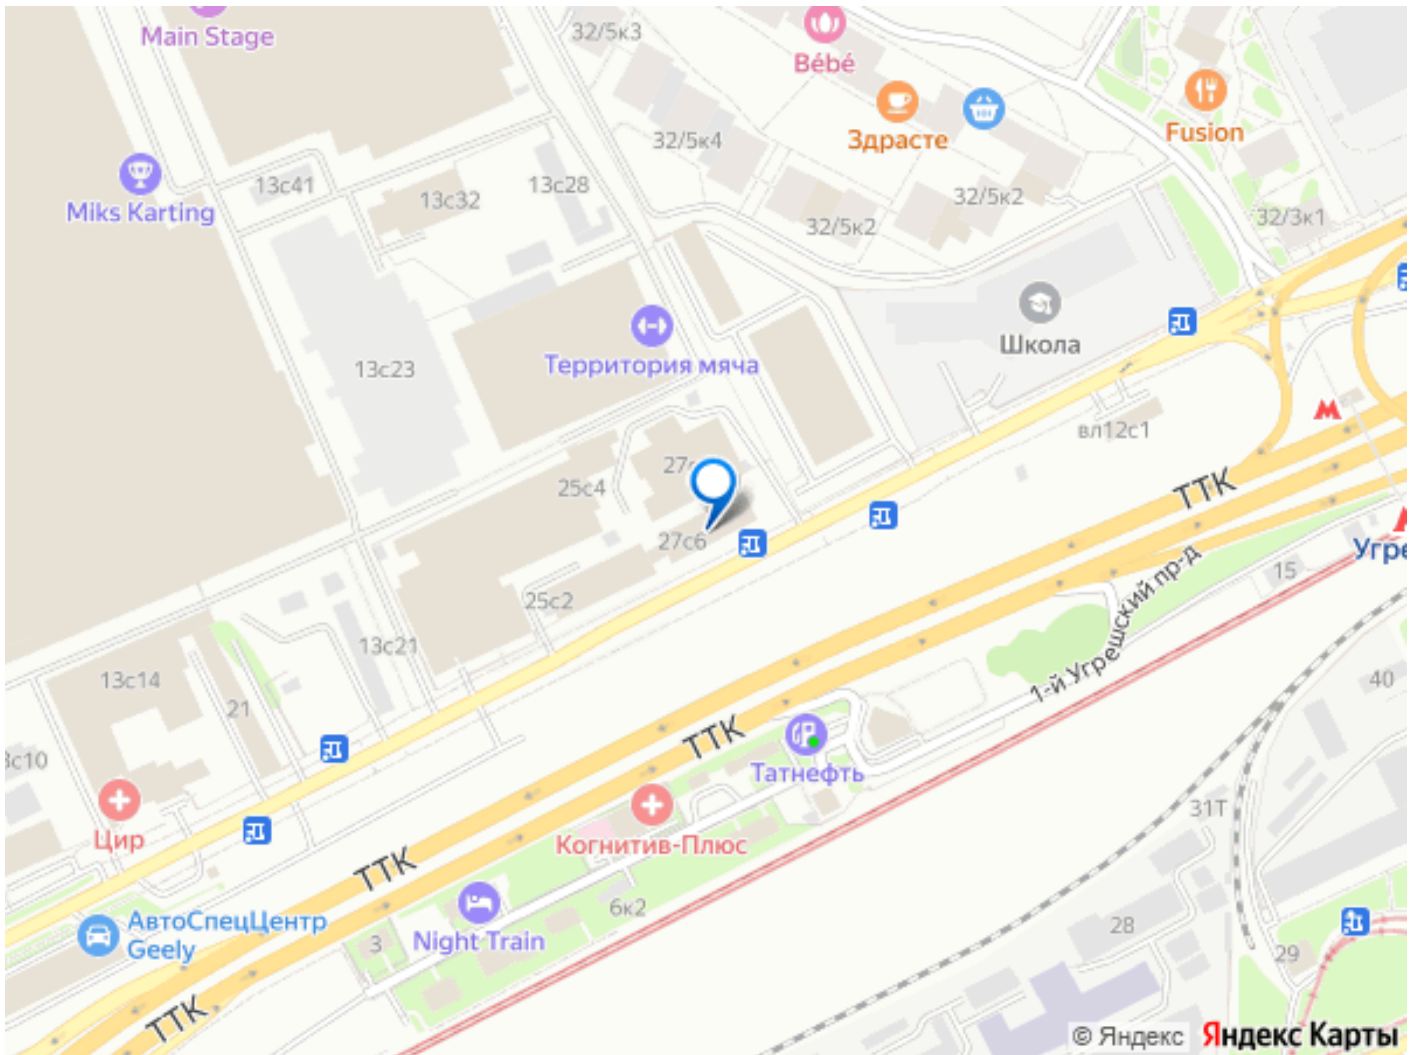 Main Stage
32/5к3
Bébé
Здрасте
Fusion
32/5к4
Miks Karting
13с41
13с32
13с28
32/5к2
32/5к2
32/3к1
Школа
Территория мяча
13с23
вл12с1
25с4
27с6
ТТК
Угре
15
1-й Угрешский пр-д
25с2
13с21
13с14
21
40
ТТК
Татнефть
31Т
Цир
Когнитив-Плюс
ТТК
6к2
28
АвтоСпецЦентр
Geely
Night Train
3
29
ТТК
© Яндекс
Яндекс Карты